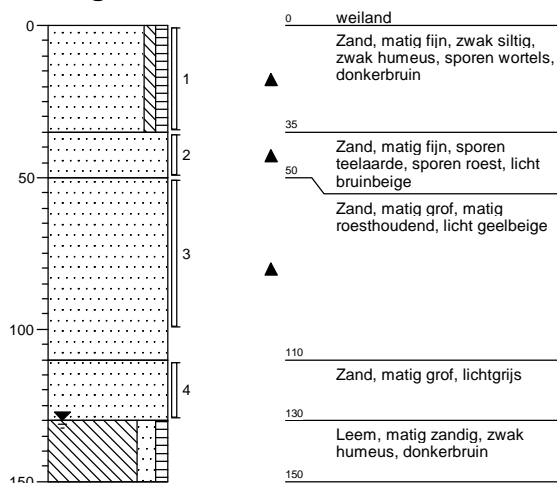 0
50
100
150
1
2
3
4
0 weiland
Zand, matig fijn, zwak siltig,
zwak humeus, sporen wortels,
donkerbruin
35
Zand, matig fijn, sporen
teelaarde, sporen roest, licht
bruinbeige
50
Zand, matig grof, matig
roesthoudend, licht geelbeige
110
Zand, matig grof, lichtgrijs
130
Leem, matig zandig, zwak
humeus, donkerbruin
150